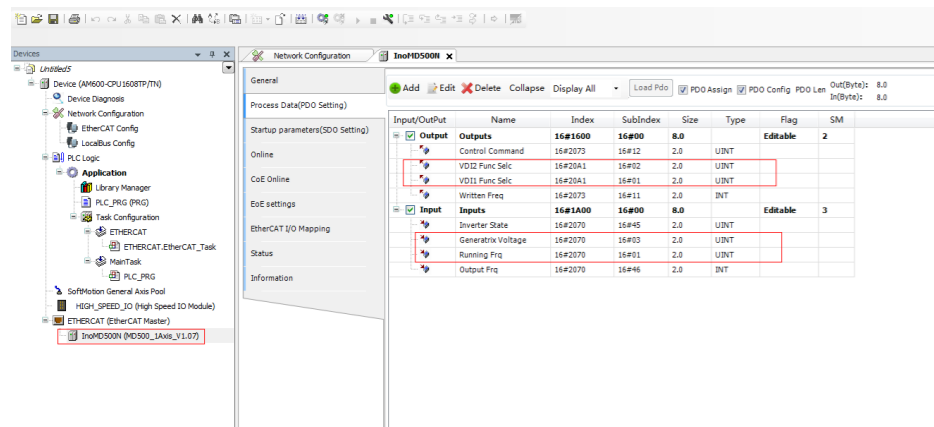 Devices
Untitled5
Device (AM600-CPU1608TP/TN)
Device Diagnosis
Network Configuration
EtherCAT Config
LocalBus Config
PLC Logic
Application
Library Manager
PLC_PRG (PRG)
Task Configuration
ETHERCAT
ETHERCAT.EtherCAT_Task
MainTask
PLC_PRG
SoftMotion General Axis Pool
HIGH_SPEED_IO (High Speed IO Module)
ETHERCAT (EtherCAT Master)
InoMD500N (MD500_1Axis_V1.07)
Network Configuration InoMD500N
General
Process Data(PDO Setting)
Startup parameters(SDO Setting)
Online
CoE Online
EoE settings
EtherCAT I/O Mapping
Status
Information
Add Edit Delete Collapse Display All Load Pdo PDO Assign PDO Config PDO Len Out(Byte): 8.0
In(Byte): 8.0
Input/OutPut Name Index SubIndex Size Type Flag SM
Output Outputs 16#1600 16#00 8.0 Editable 2
Control Command 16#2073 16#12 2.0 UINT
VDI2 Func Selc 16#20A1 16#02 2.0 UINT
VDI1 Func Selc 16#20A1 16#01 2.0 UINT
Written Freq 16#2073 16#11 2.0 INT
Input Inputs 16#1A00 16#00 8.0 Editable 3
Inverter State 16#2070 16#45 2.0 UINT
Generatrix Voltage 16#2070 16#03 2.0 UINT
Running Frq 16#2070 16#01 2.0 UINT
Output Frq 16#2070 16#46 2.0 INT